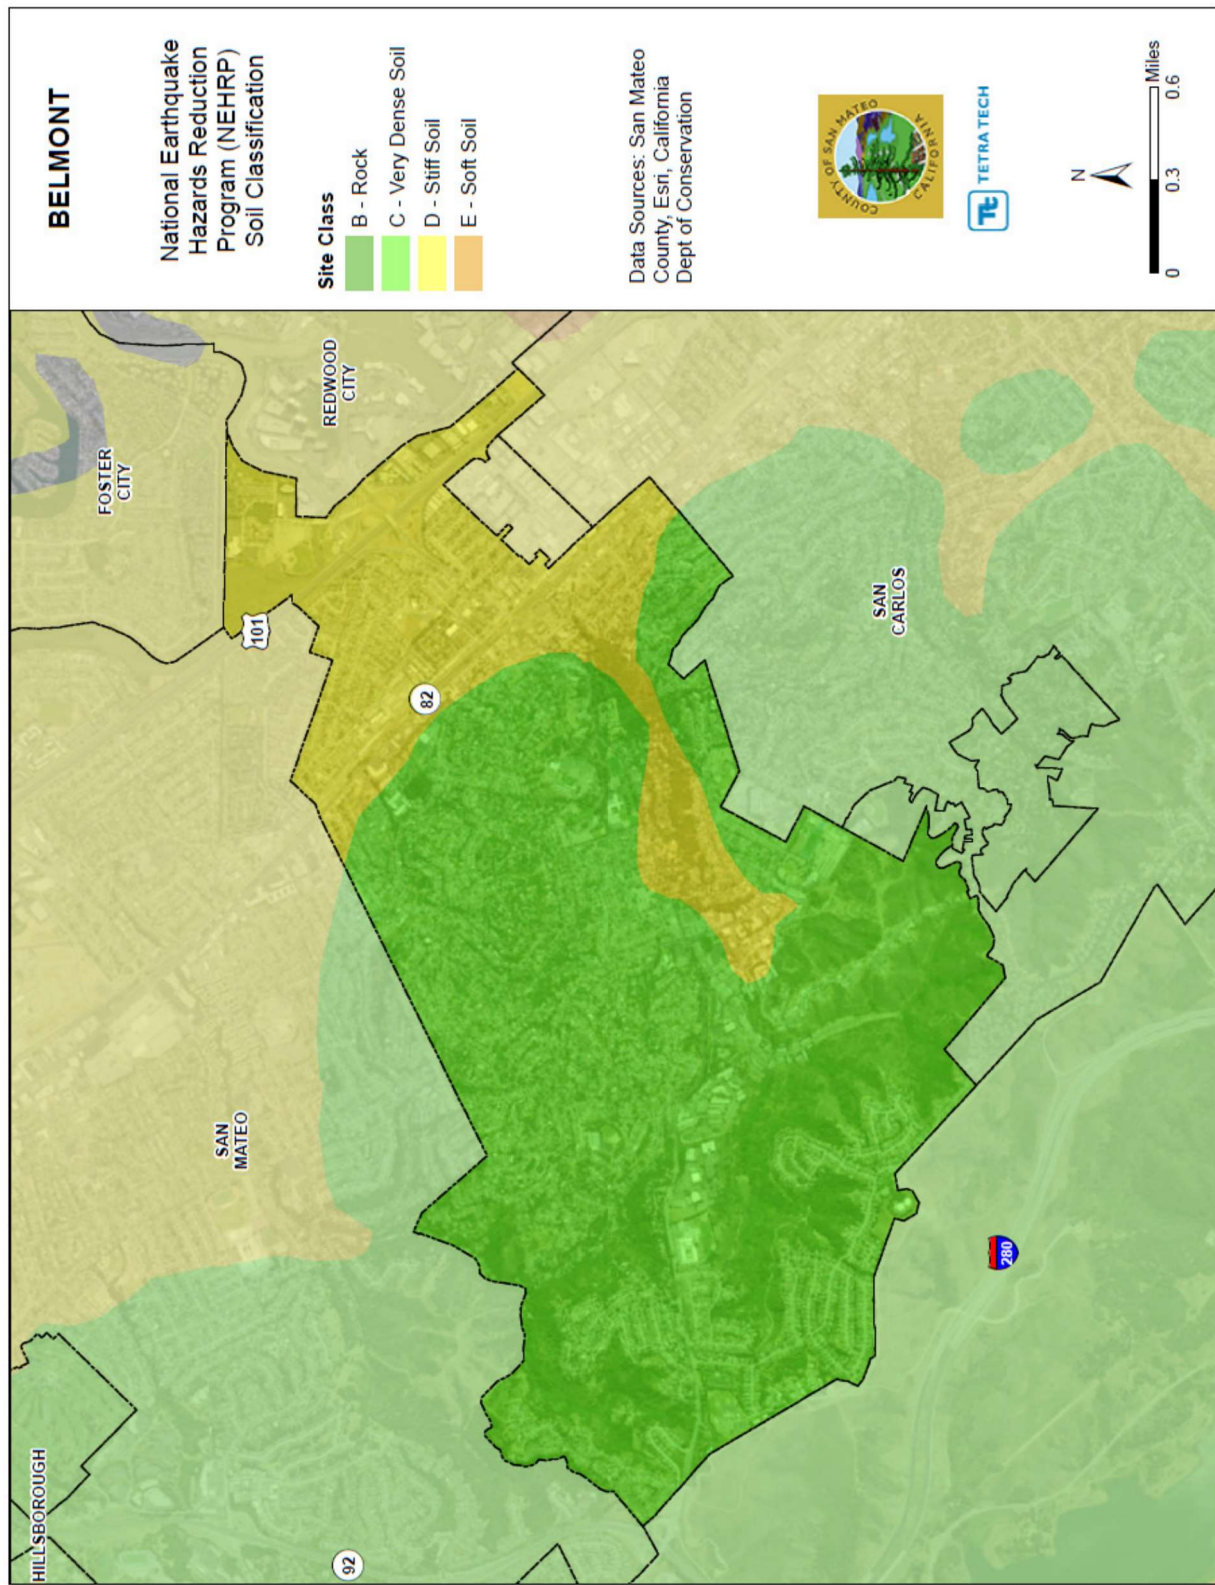 BELMONT
National Earthquake
Hazards Reduction
Program (NEHRP)
Soil Classification
Site Class
B - Rock
C - Very Dense Soil
D - Stiff Soil
E - Soft Soil
Data Sources: San Mateo
County, Esri, California
Dept of Conservation
COUNTY OF SAN MATEO
CALIFORNIA
Tt TETRA TECH
N
0 0.3 0.6
Miles
HILLSBOROUGH
92
SAN
MATEO
FOSTER
CITY
101
REDWOOD
CITY
82
SAN
CARLOS
280